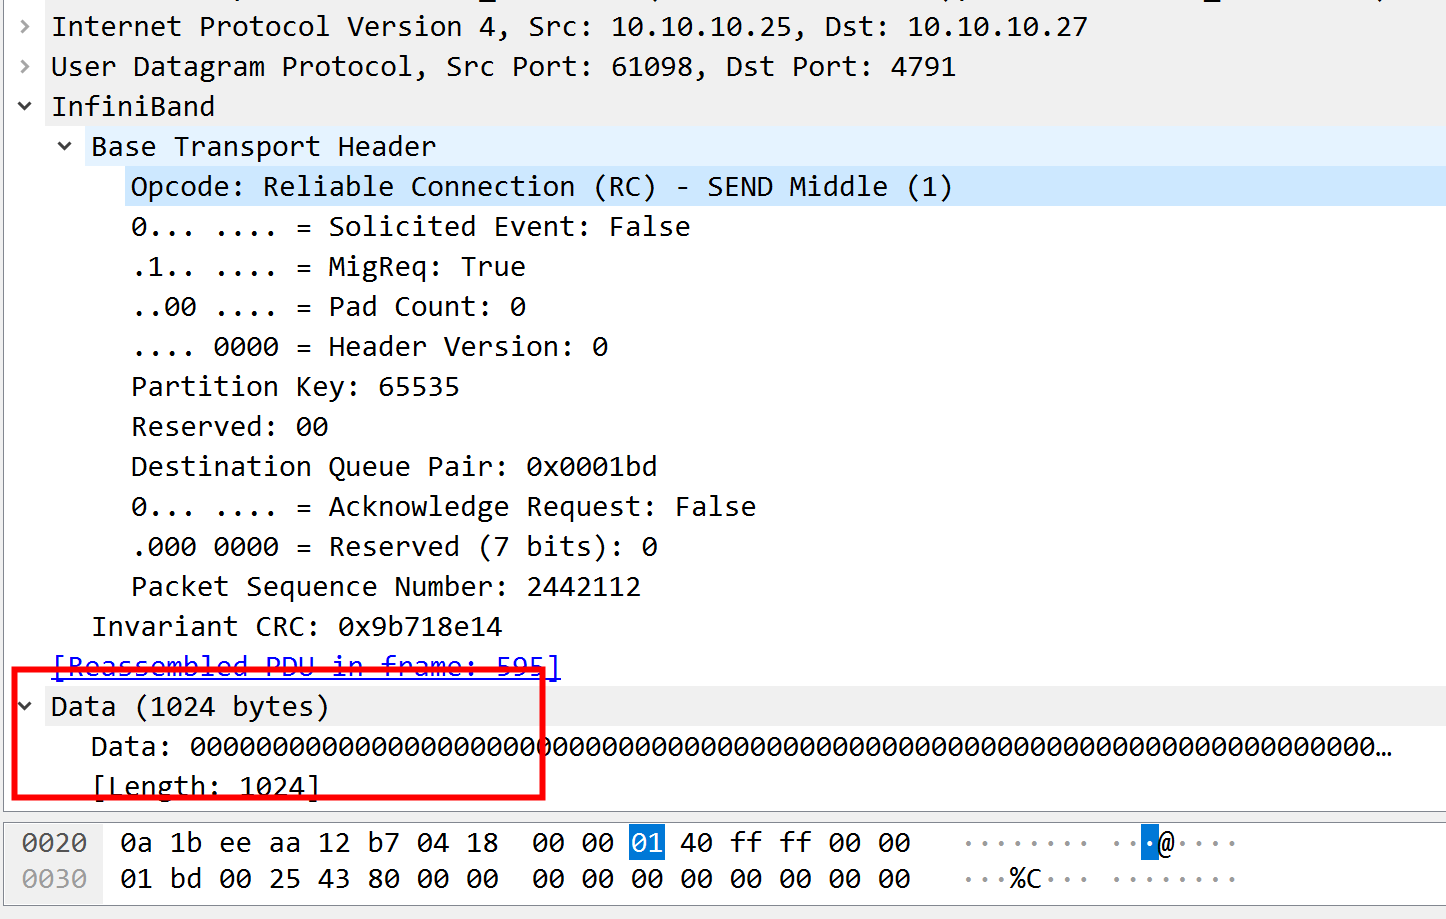 Internet Protocol Version 4, Src: 10.10.10.25, Dst: 10.10.10.27
User Datagram Protocol, Src Port: 61098, Dst Port: 4791
InfiniBand
Base Transport Header
Opcode: Reliable Connection (RC) - SEND Middle (1)
0... .... = Solicited Event: False
.1.. .... = MigReq: True
..00 .... = Pad Count: 0
.... 0000 = Header Version: 0
Partition Key: 65535
Reserved: 00
Destination Queue Pair: 0x0001bd
0... .... = Acknowledge Request: False
.000 0000 = Reserved (7 bits): 0
Packet Sequence Number: 2442112
Invariant CRC: 0x9b718e14
[Reassembled PDU in frame: 595]
Data (1024 bytes)
Data: 000000000000000000000000000000000000000000000000000000000000000000000000…
[Length: 1024]
0020 0a 1b ee aa 12 b7 04 18 00 00 01 40 ff ff 00 00 ········ ···@····
0030 01 bd 00 25 43 80 00 00 00 00 00 00 00 00 00 00 ···%C··· ········